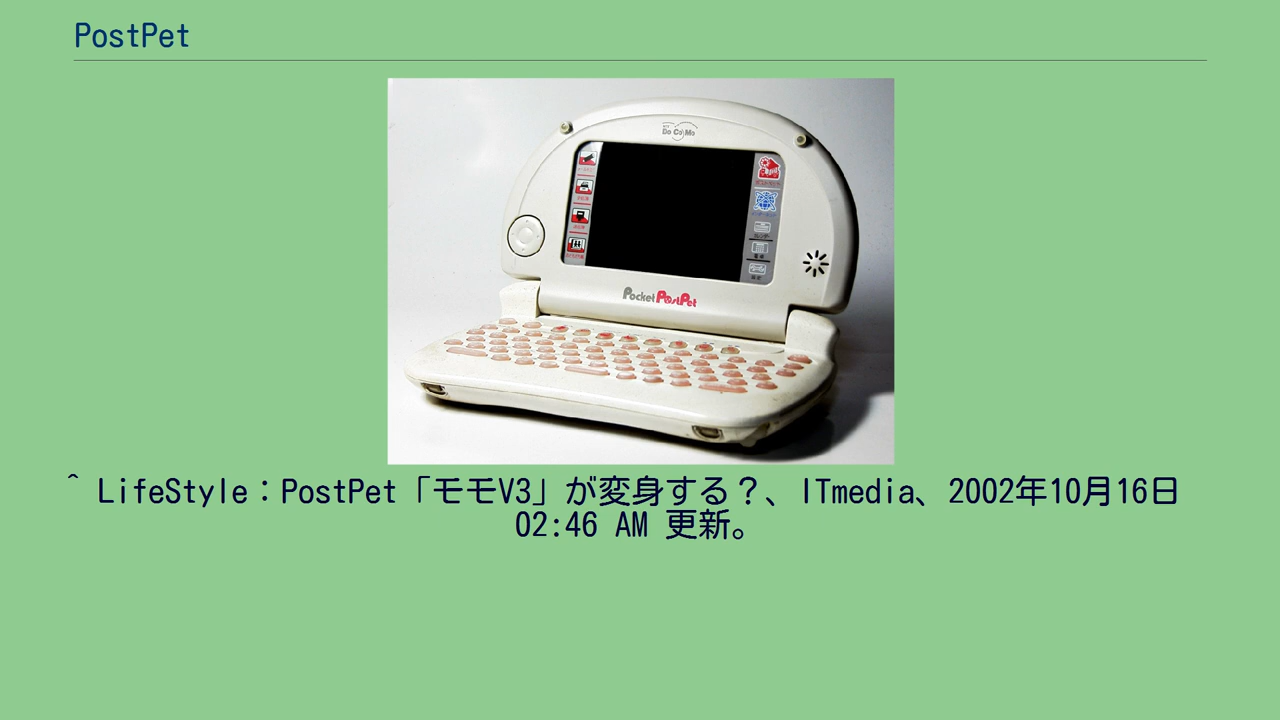 PostPet
Do Co Mo
Pocket PostPet
^ LifeStyle：PostPet「モモV3」が変身する？、ITmedia、2002年10月16日
02:46 AM 更新。